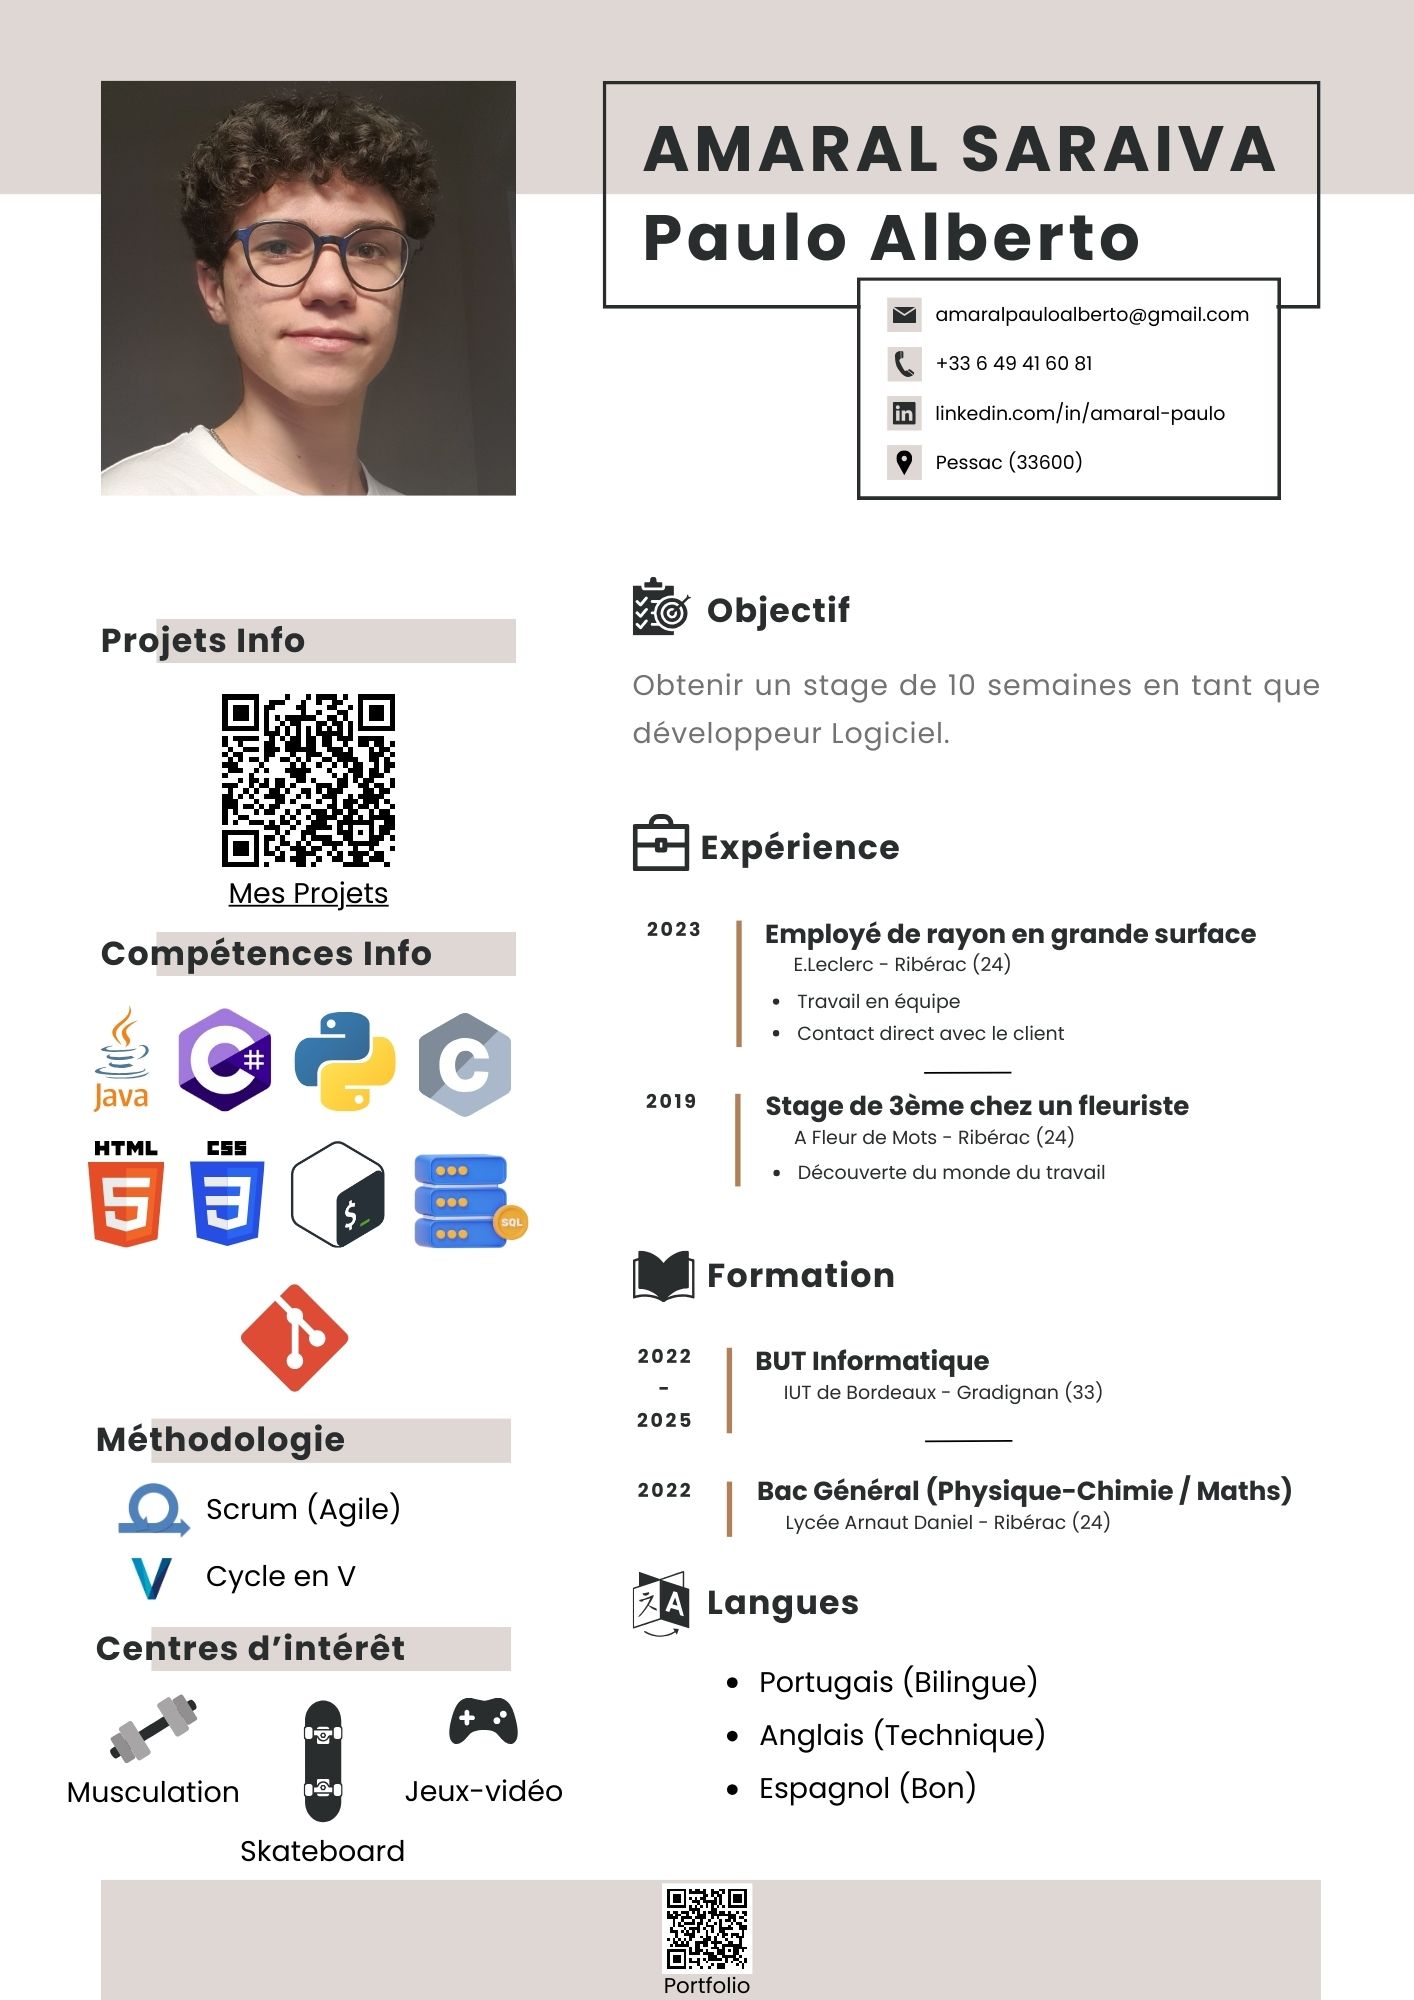 AMARAL SARAIVA
Paulo Alberto
amaralpauloalberto@gmail.com
+33 6 49 41 60 81
linkedin.com/in/amaral-paulo
Pessac (33600)
Projets Info
Mes Projets
Compétences Info
Java
C#
C
HTML
5
CSS
3
$_
SQL
Méthodologie
Scrum (Agile)
V
Cycle en V
Centres d’intérêt
Musculation
Skateboard
Jeux-vidéo
Objectif
Obtenir un stage de 10 semaines en tant que
développeur Logiciel.
Expérience
2023
Employé de rayon en grande surface
E.Leclerc - Ribérac (24)
• Travail en équipe
• Contact direct avec le client
2019
Stage de 3ème chez un fleuriste
A Fleur de Mots - Ribérac (24)
• Découverte du monde du travail
Formation
2022
-
2025
BUT Informatique
IUT de Bordeaux - Gradignan (33)
2022
Bac Général (Physique-Chimie / Maths)
Lycée Arnaut Daniel - Ribérac (24)
A
Langues
• Portugais (Bilingue)
• Anglais (Technique)
• Espagnol (Bon)
Portfolio